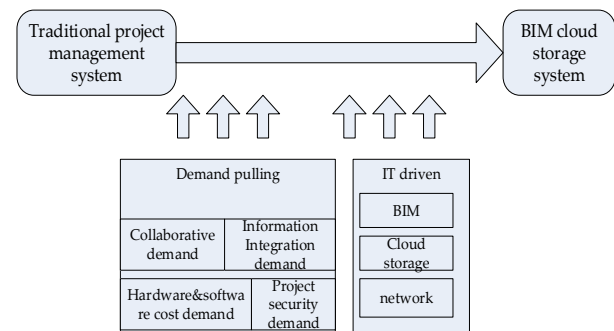 Traditional project
management
system
BIM cloud
storage
system
Demand pulling
Collaborative
demand
Information
Integration
demand
Hardware&softwa
re cost demand
Project
security
demand
IT driven
BIM
Cloud
storage
network